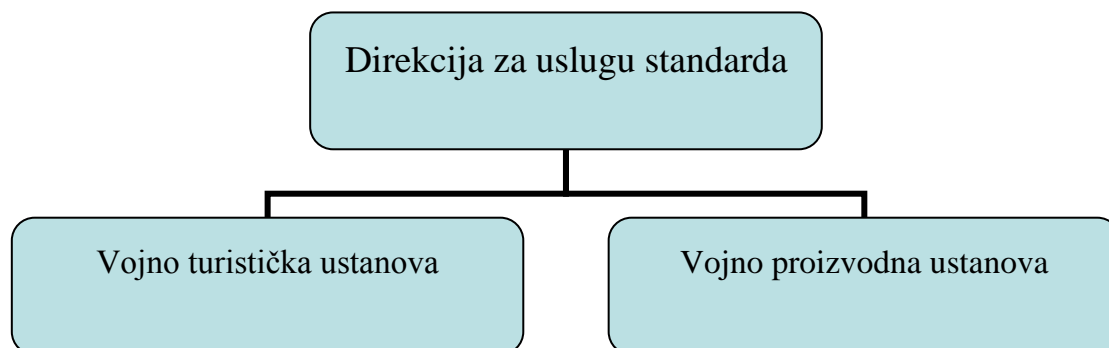 Direkcija za uslugu standarda
Vojno turistička ustanova
Vojno proizvodna ustanova